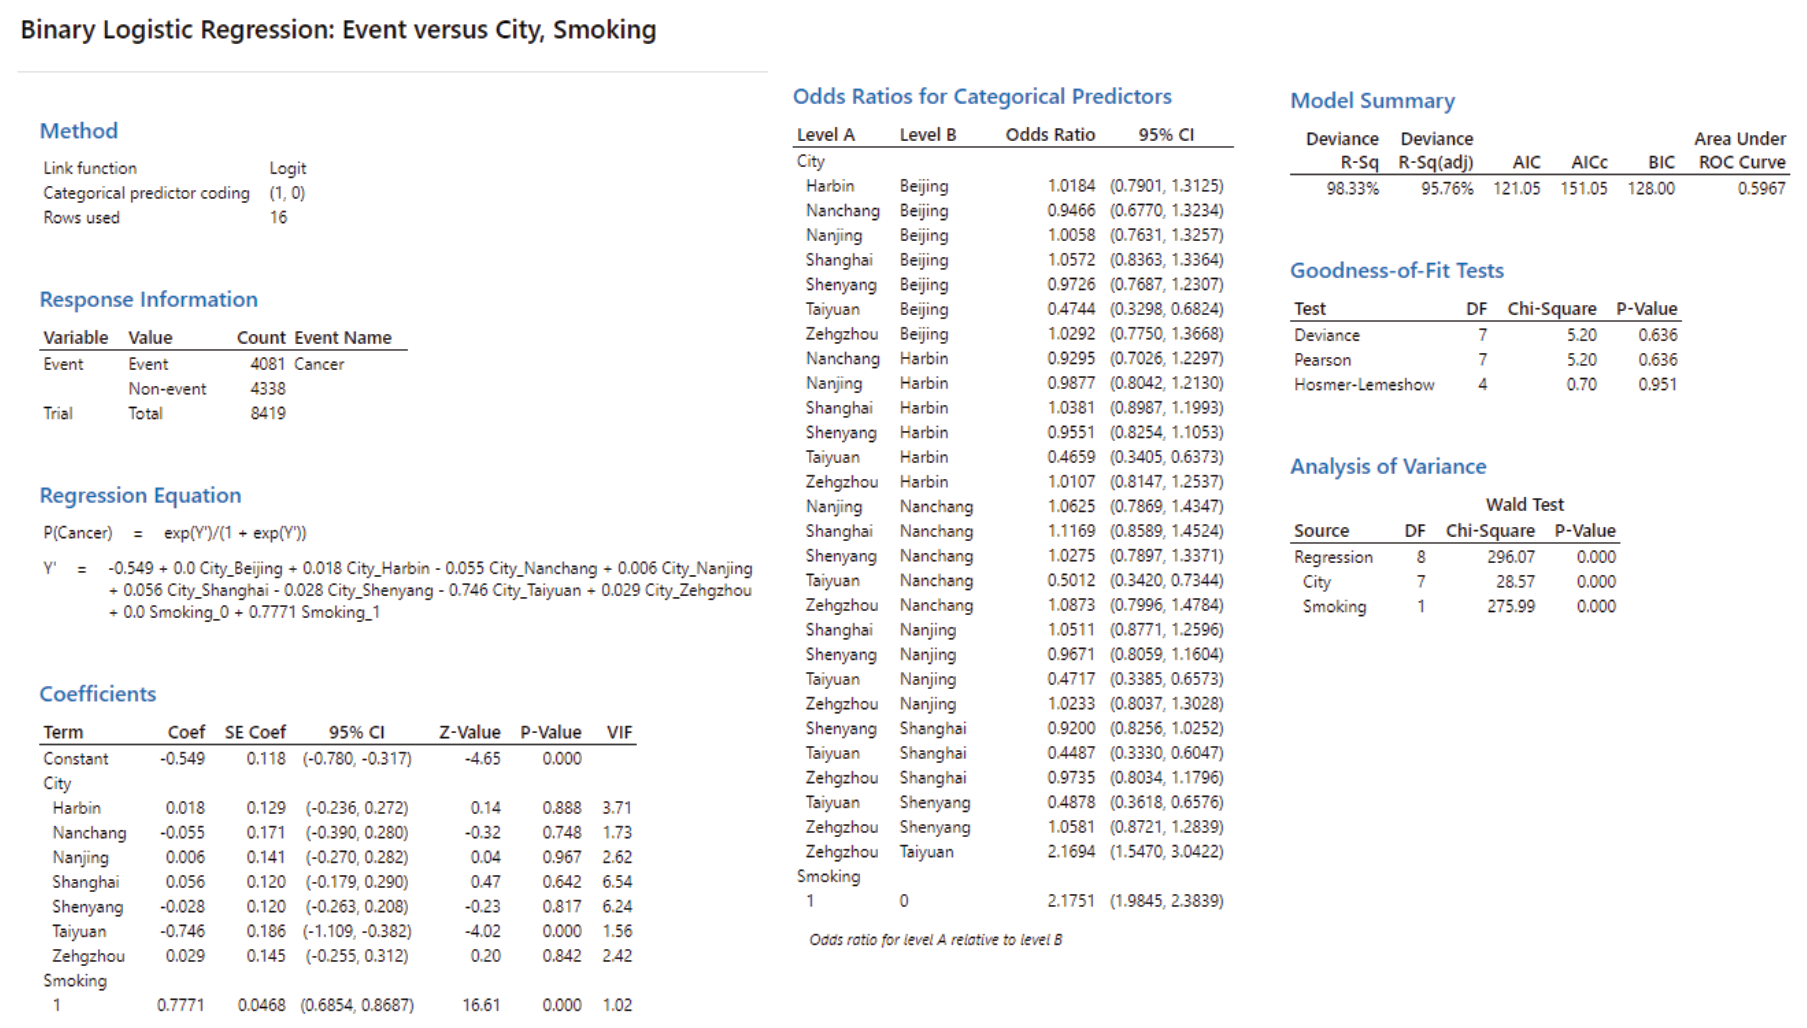 Binary Logistic Regression: Event versus City, Smoking
Method
Link function Logit
Categorical predictor coding (1, 0)
Rows used 16
Response Information
Variable Value Count Event Name
Event Event 4081 Cancer
Non-event 4338
Trial Total 8419
Regression Equation
P(Cancer) = exp(Y')/(1 + exp(Y'))
Y' = -0.549 + 0.0 City_Beijing + 0.018 City_Harbin - 0.055 City_Nanchang + 0.006 City_Nanjing
+ 0.056 City_Shanghai - 0.028 City_Shenyang - 0.746 City_Taiyuan + 0.029 City_Zehgzhou
+ 0.0 Smoking_0 + 0.7771 Smoking_1
Coefficients
Term Coef SE Coef 95% CI Z-Value P-Value VIF
Constant -0.549 0.118 (-0.780, -0.317) -4.65 0.000
City
Harbin 0.018 0.129 (-0.236, 0.272) 0.14 0.888 3.71
Nanchang -0.055 0.171 (-0.390, 0.280) -0.32 0.748 1.73
Nanjing 0.006 0.141 (-0.270, 0.282) 0.04 0.967 2.62
Shanghai 0.056 0.120 (-0.179, 0.290) 0.47 0.642 6.54
Shenyang -0.028 0.120 (-0.263, 0.208) -0.23 0.817 6.24
Taiyuan -0.746 0.186 (-1.109, -0.382) -4.02 0.000 1.56
Zehgzhou 0.029 0.145 (-0.255, 0.312) 0.20 0.842 2.42
Smoking
1 0.7771 0.0468 (0.6854, 0.8687) 16.61 0.000 1.02
Odds Ratios for Categorical Predictors
Level A Level B Odds Ratio 95% CI
City
Harbin Beijing 1.0184 (0.7901, 1.3125)
Nanchang Beijing 0.9466 (0.6770, 1.3234)
Nanjing Beijing 1.0058 (0.7631, 1.3257)
Shanghai Beijing 1.0572 (0.8363, 1.3364)
Shenyang Beijing 0.9726 (0.7687, 1.2307)
Taiyuan Beijing 0.4744 (0.3298, 0.6824)
Zehgzhou Beijing 1.0292 (0.7750, 1.3668)
Nanchang Harbin 0.9295 (0.7026, 1.2297)
Nanjing Harbin 0.9877 (0.8042, 1.2130)
Shanghai Harbin 1.0381 (0.8987, 1.1993)
Shenyang Harbin 0.9551 (0.8254, 1.1053)
Taiyuan Harbin 0.4659 (0.3405, 0.6373)
Zehgzhou Harbin 1.0107 (0.8147, 1.2537)
Nanjing Nanchang 1.0625 (0.7869, 1.4347)
Shanghai Nanchang 1.1169 (0.8589, 1.4524)
Shenyang Nanchang 1.0275 (0.7897, 1.3371)
Taiyuan Nanchang 0.5012 (0.3420, 0.7344)
Zehgzhou Nanchang 1.0873 (0.7996, 1.4784)
Shanghai Nanjing 1.0511 (0.8771, 1.2596)
Shenyang Nanjing 0.9671 (0.8059, 1.1604)
Taiyuan Nanjing 0.4717 (0.3385, 0.6573)
Zehgzhou Nanjing 1.0233 (0.8037, 1.3028)
Shenyang Shanghai 0.9200 (0.8256, 1.0252)
Taiyuan Shanghai 0.4487 (0.3330, 0.6047)
Zehgzhou Shanghai 0.9735 (0.8034, 1.1796)
Taiyuan Shenyang 0.4878 (0.3618, 0.6576)
Zehgzhou Shenyang 1.0581 (0.8721, 1.2839)
Zehgzhou Taiyuan 2.1694 (1.5470, 3.0422)
Smoking
1 0 2.1751 (1.9845, 2.3839)
Odds ratio for level A relative to level B
Model Summary
Deviance Deviance Area Under
R-Sq R-Sq(adj) AIC AICc BIC ROC Curve
98.33% 95.76% 121.05 151.05 128.00 0.5967
Goodness-of-Fit Tests
Test DF Chi-Square P-Value
Deviance 7 5.20 0.636
Pearson 7 5.20 0.636
Hosmer-Lemeshow 4 0.70 0.951
Analysis of Variance
Wald Test
Source DF Chi-Square P-Value
Regression 8 296.07 0.000
City 7 28.57 0.000
Smoking 1 275.99 0.000